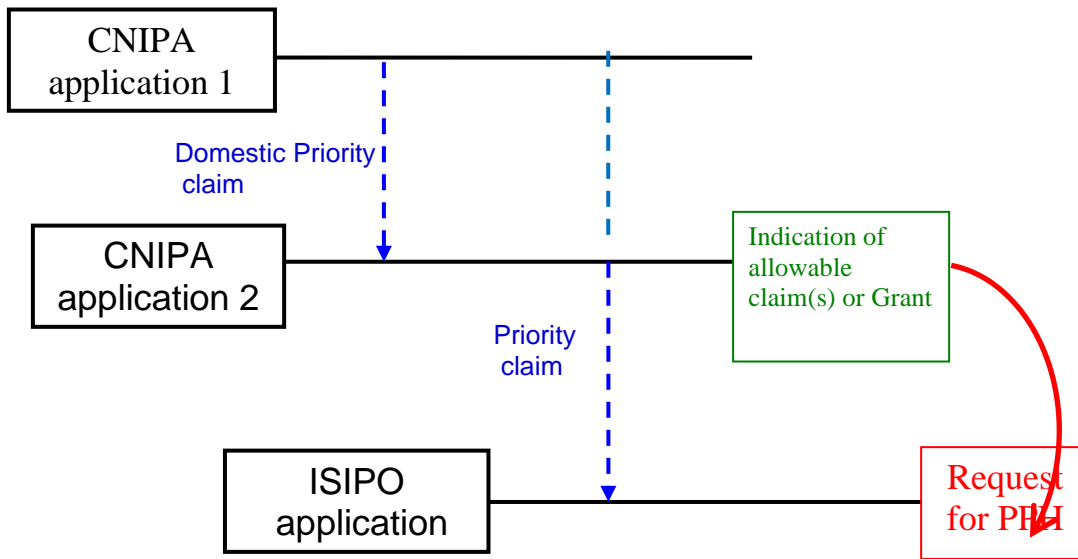 CNIPA
application 1
Domestic Priority
claim
CNIPA
application 2
Indication of
allowable
claim(s) or Grant
Priority
claim
ISIPO
application
Request
for PPH